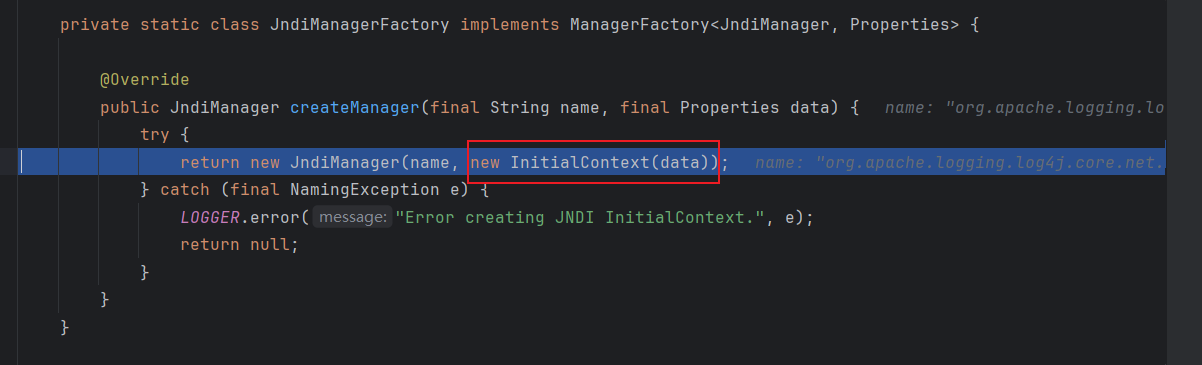 private static class JndiManagerFactory implements ManagerFactory<JndiManager, Properties> {
@Override
public JndiManager createManager(final String name, final Properties data) { name: "org.apache.logging.lo
try {
return new JndiManager(name, new InitialContext(data)); name: "org.apache.logging.log4j.core.net.
} catch (final NamingException e) {
LOGGER.error( message: "Error creating JNDI InitialContext.", e);
return null;
}
}
}